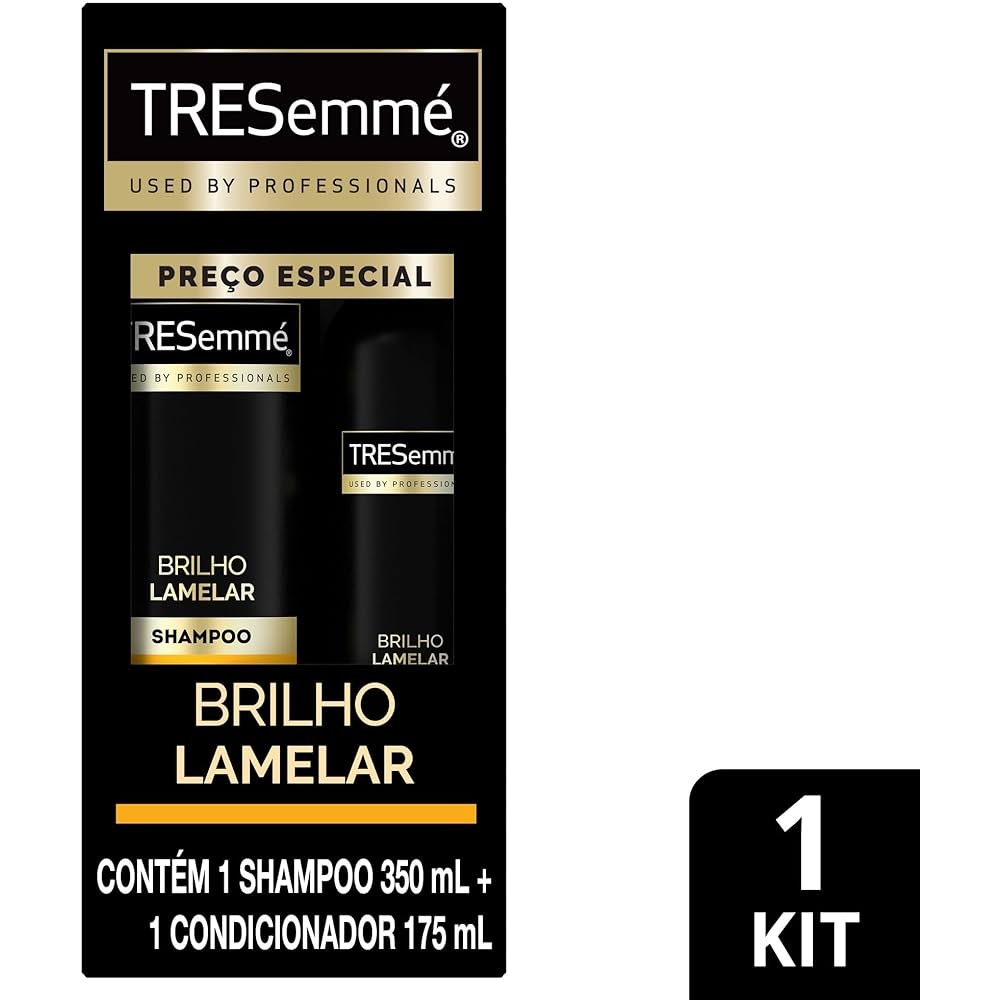 TRESemmé®
USED BY PROFESSIONALS
PREÇO ESPECIAL
RESemmé®
ED BY PROFESSIONALS
BRILHO
LAMELAR
SHAMPOO
TRESemm
USED BY PROFESSION
BRILHO
LAMELAR
BRILHO
LAMELAR
CONTÉM 1 SHAMPOO 350 mL +
1 CONDICIONADOR 175 mL
1
KIT